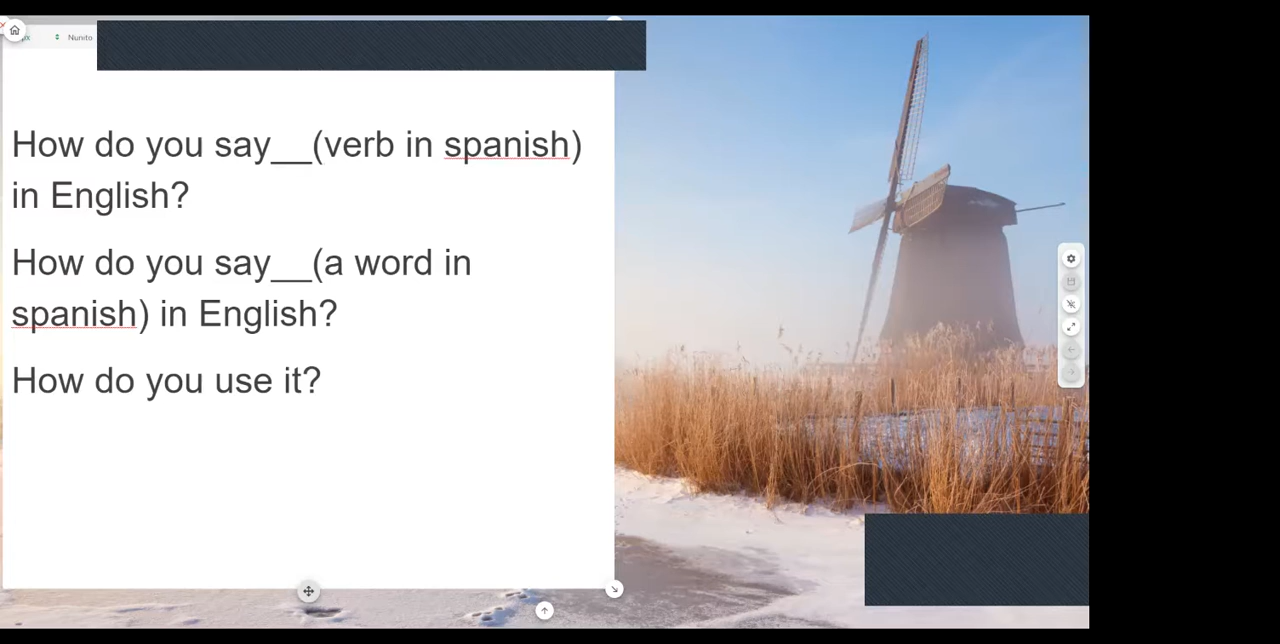 Nunito
How do you say__(verb in spanish)
in English?
How do you say__(a word in
spanish) in English?
How do you use it?